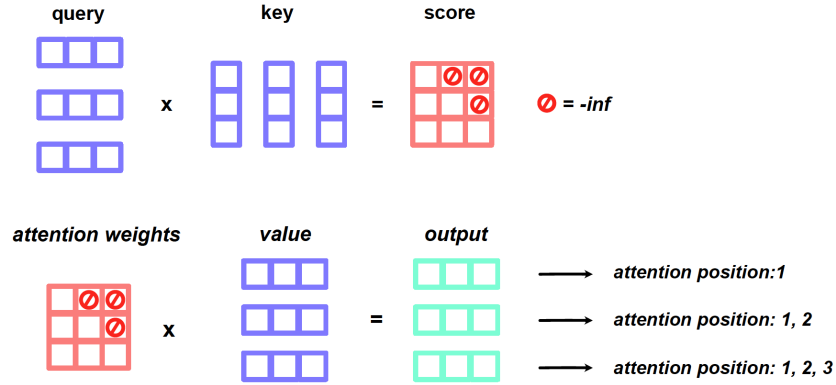 query key score
x = = -inf
attention weights value output
x = attention position:1
attention position: 1, 2
attention position: 1, 2, 3